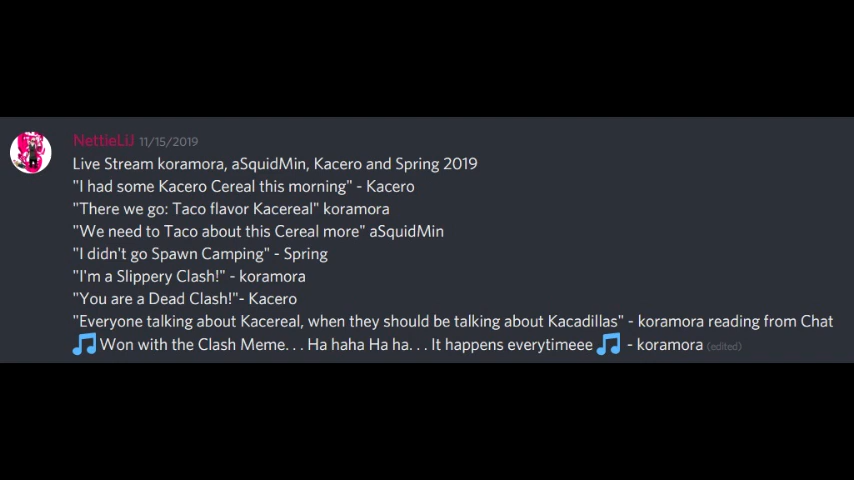 NettieLiJ 11/15/2019
Live Stream koramora, aSquidMin, Kacero and Spring 2019
"I had some Kacero Cereal this morning" - Kacero
"There we go: Taco flavor Kacereal" koramora
"We need to Taco about this Cereal more" aSquidMin
"I didn't go Spawn Camping" - Spring
"I'm a Slippery Clash!" - koramora
"You are a Dead Clash!"- Kacero
"Everyone talking about Kacereal, when they should be talking about Kacadillas" - koramora reading from Chat
🎵Won with the Clash Meme. . . Ha haha Ha ha. . . It happens everytimeee 🎵 - koramora (edited)